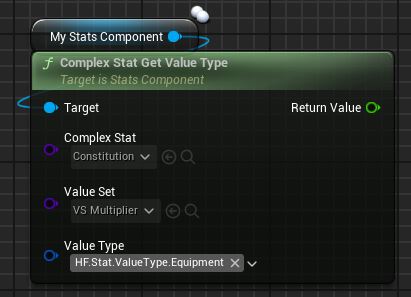 My Stats Component
f Complex Stat Get Value Type
Target is Stats Component
Target
Return Value
Complex Stat
Constitution
Value Set
VS Multiplier
Value Type
HF.Stat.ValueType.Equipment